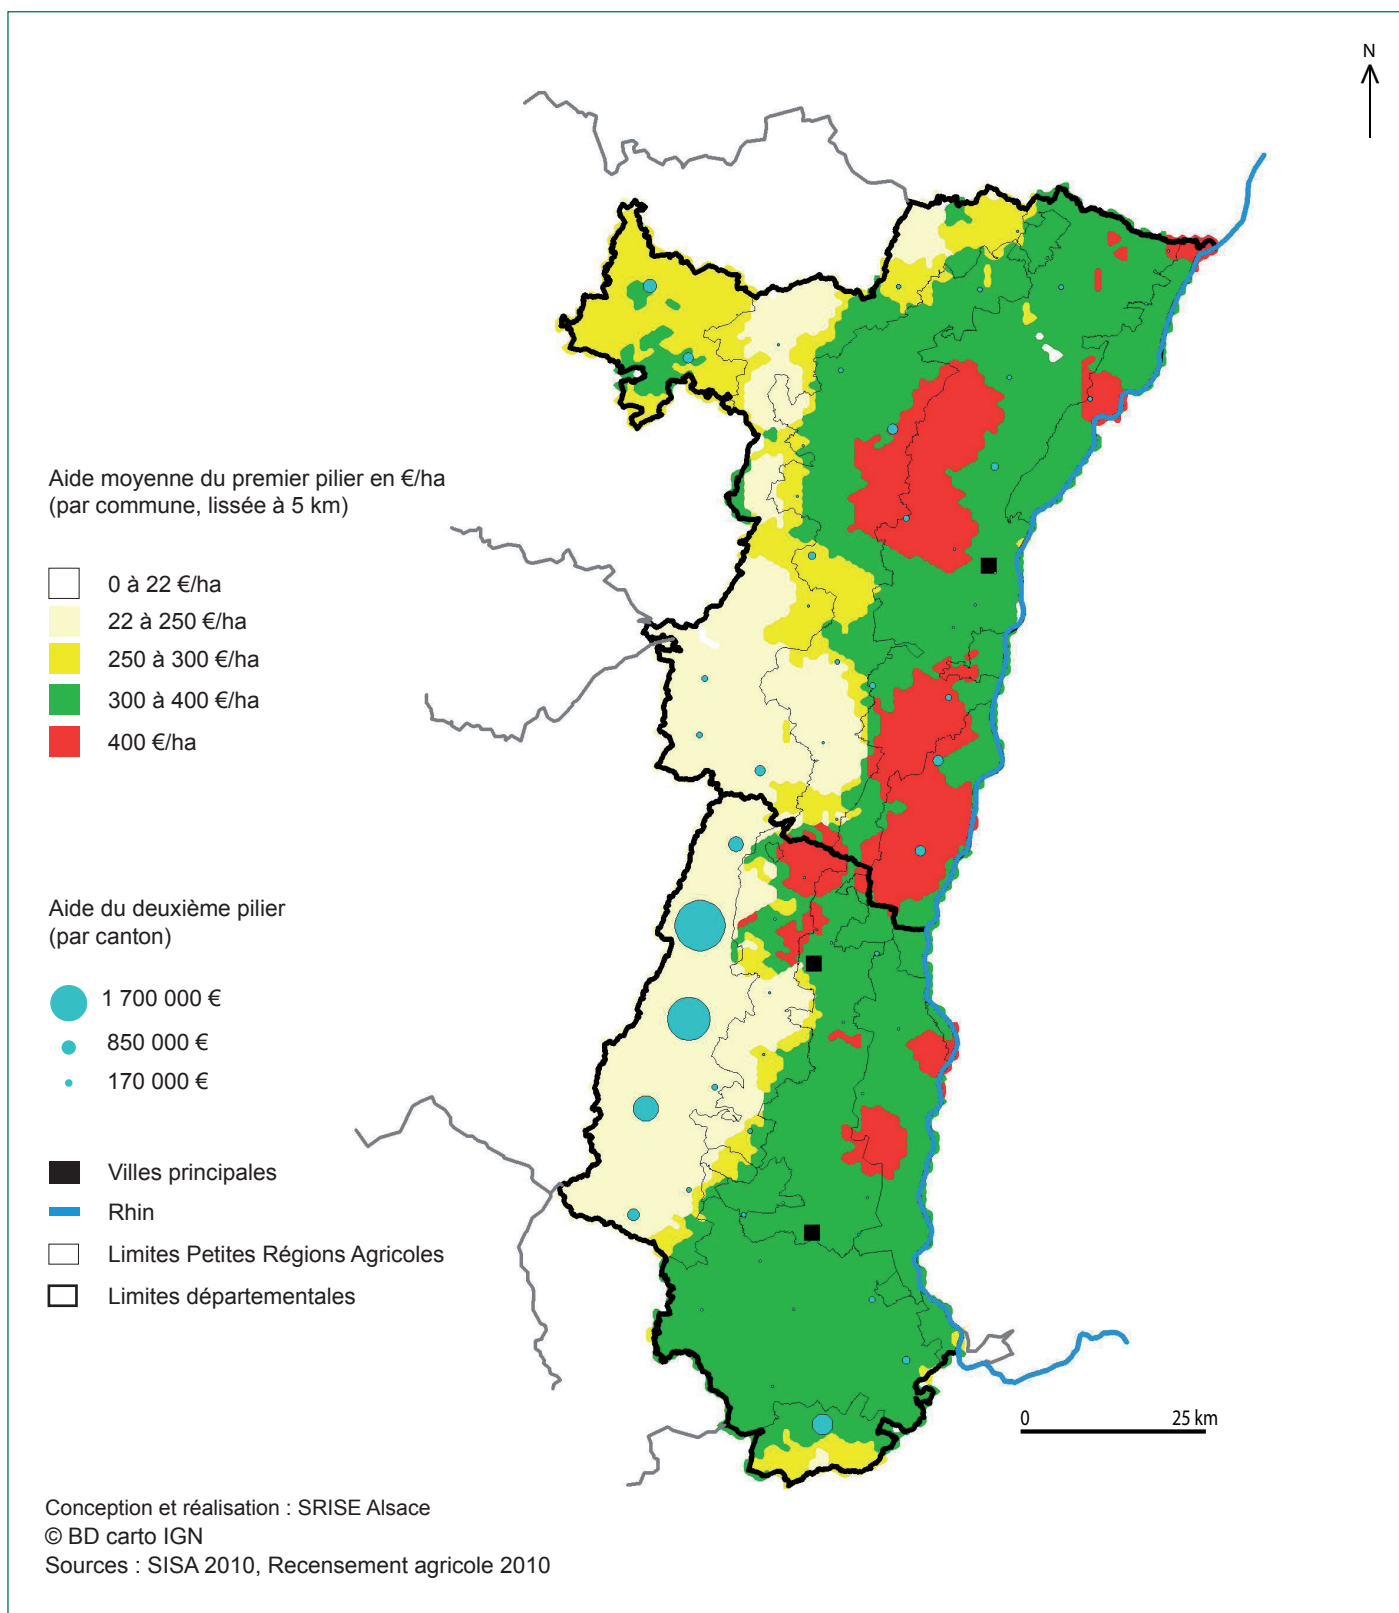 N
Aide moyenne du premier pilier en €/ha
(par commune, lissée à 5 km)
0 à 22 €/ha
22 à 250 €/ha
250 à 300 €/ha
300 à 400 €/ha
400 €/ha
Aide du deuxième pilier
(par canton)
1 700 000 €
850 000 €
170 000 €
Villes principales
Rhin
Limites Petites Régions Agricoles
Limites départementales
0 25 km
Conception et réalisation : SRISE Alsace
© BD carto IGN
Sources : SISA 2010, Recensement agricole 2010